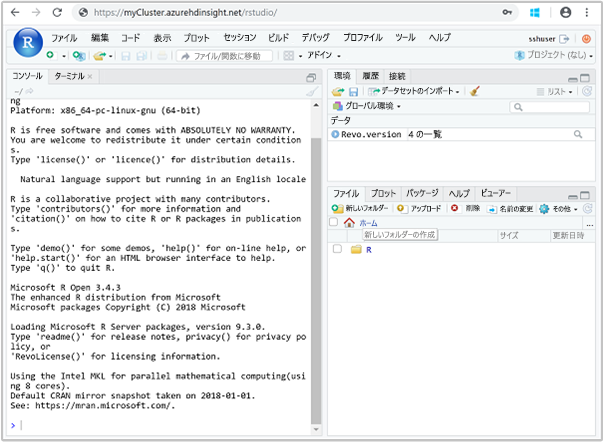 https://myCluster.azurehdinsight.net/rstudio/
R
ファイル 編集 コード 表示 プロット セッション ビルド デバッグ プロファイル ツール ヘルプ
sshuser
ファイル/関数に移動
アドイン
プロジェクト (なし)
コンソール ターミナル
~/
ng
Platform: x86_64-pc-linux-gnu (64-bit)
R is free software and comes with ABSOLUTELY NO WARRANTY.
You are welcome to redistribute it under certain condition
s.
Type 'license()' or 'licence()' for distribution details.
Natural language support but running in an English locale
R is a collaborative project with many contributors.
Type 'contributors()' for more information and
'citation()' on how to cite R or R packages in publication
s.
Type 'demo()' for some demos, 'help()' for on-line help, or
'help.start()' for an HTML browser interface to help.
Type 'q()' to quit R.
Microsoft R Open 3.4.3
The enhanced R distribution from Microsoft
Microsoft packages Copyright (C) 2018 Microsoft
Loading Microsoft R Server packages, version 9.3.0.
Type 'readme()' for release notes, privacy() for privacy po
licy, or
'RevoLicense()' for licensing information.
Using the Intel MKL for parallel mathematical computing(usi
ng 8 cores).
Default CRAN mirror snapshot taken on 2018-01-01.
See: https://mran.microsoft.com/.
>
環境 履歴 接続
データセットのインポート
リスト
グローバル環境
データ
Revo.version 4の一覧
ファイル プロット パッケージ ヘルプ ビューアー
新しいフォルダー アップロード 削除 名前の変更 その他
ホーム
...
新しいフォルダーの作成
サイズ 更新日時
R